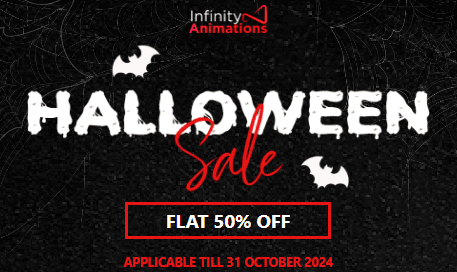 Infinity
Animations
HALLOWEEN
Sale
FLAT 50% OFF
APPLICABLE TILL 31 OCTOBER 2024